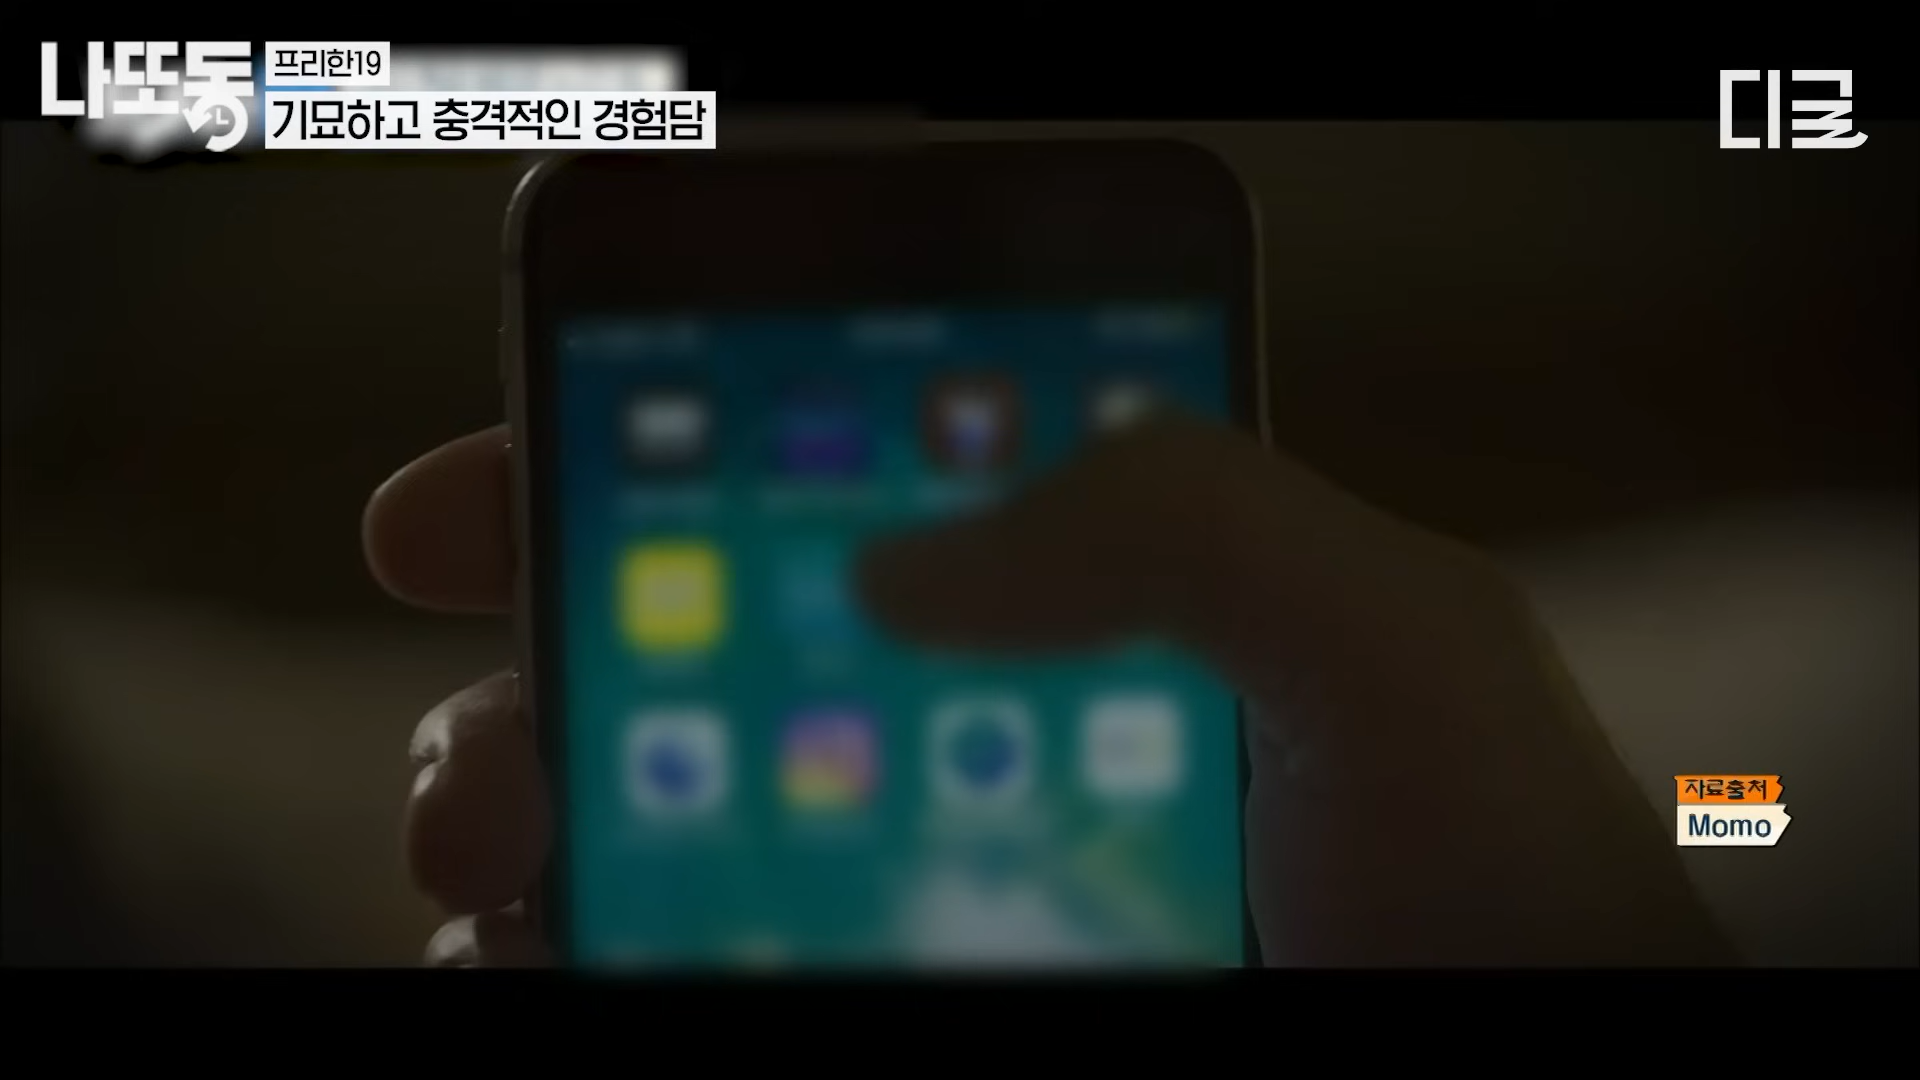 나또동
프리한19
기묘하고 충격적인 경험담
디글
자료출처
Momo